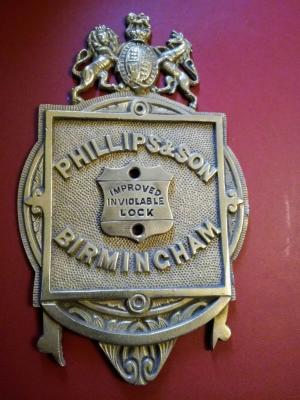 PHILLIPS&SON
IMPROVED
INVIOLABLE
LOCK
BIRMINGHAM